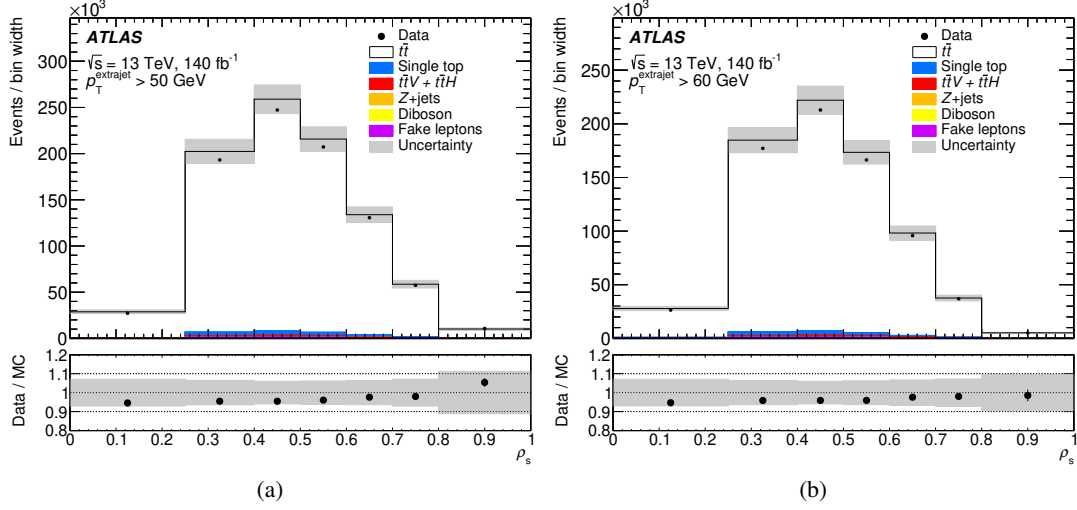 ×10³
Events / bin width
ATLAS
√s = 13 TeV, 140 fb⁻¹
p_T^extrajet > 50 GeV
Data
tt̄
Single top
tt̄V + tt̄H
Z+jets
Diboson
Fake leptons
Uncertainty
300
250
200
150
100
50
0
Data / MC
1.2
1.1
1
0.9
0.8
0 0.1 0.2 0.3 0.4 0.5 0.6 0.7 0.8 0.9 1
ρ_s
(a)
×10³
Events / bin width
ATLAS
√s = 13 TeV, 140 fb⁻¹
p_T^extrajet > 60 GeV
Data
tt̄
Single top
tt̄V + tt̄H
Z+jets
Diboson
Fake leptons
Uncertainty
250
200
150
100
50
0
Data / MC
1.2
1.1
1
0.9
0.8
0 0.1 0.2 0.3 0.4 0.5 0.6 0.7 0.8 0.9 1
ρ_s
(b)